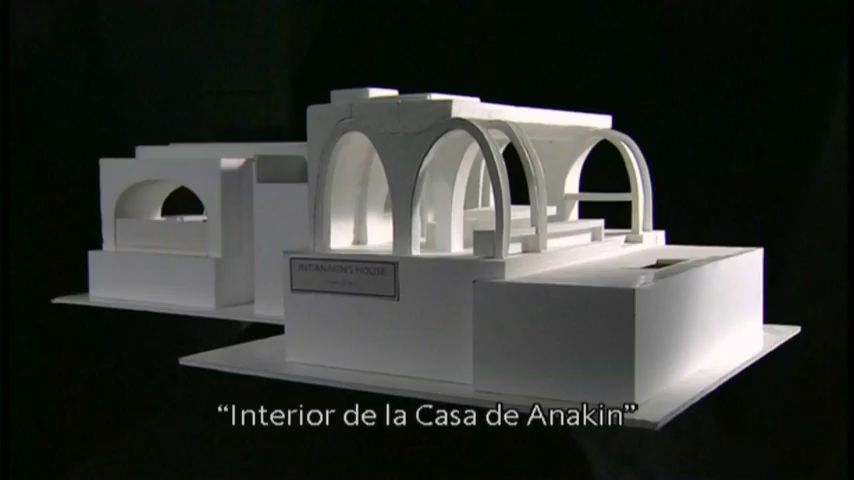 INT ANAKIN'S HOUSE
“Interior de la Casa de Anakin”